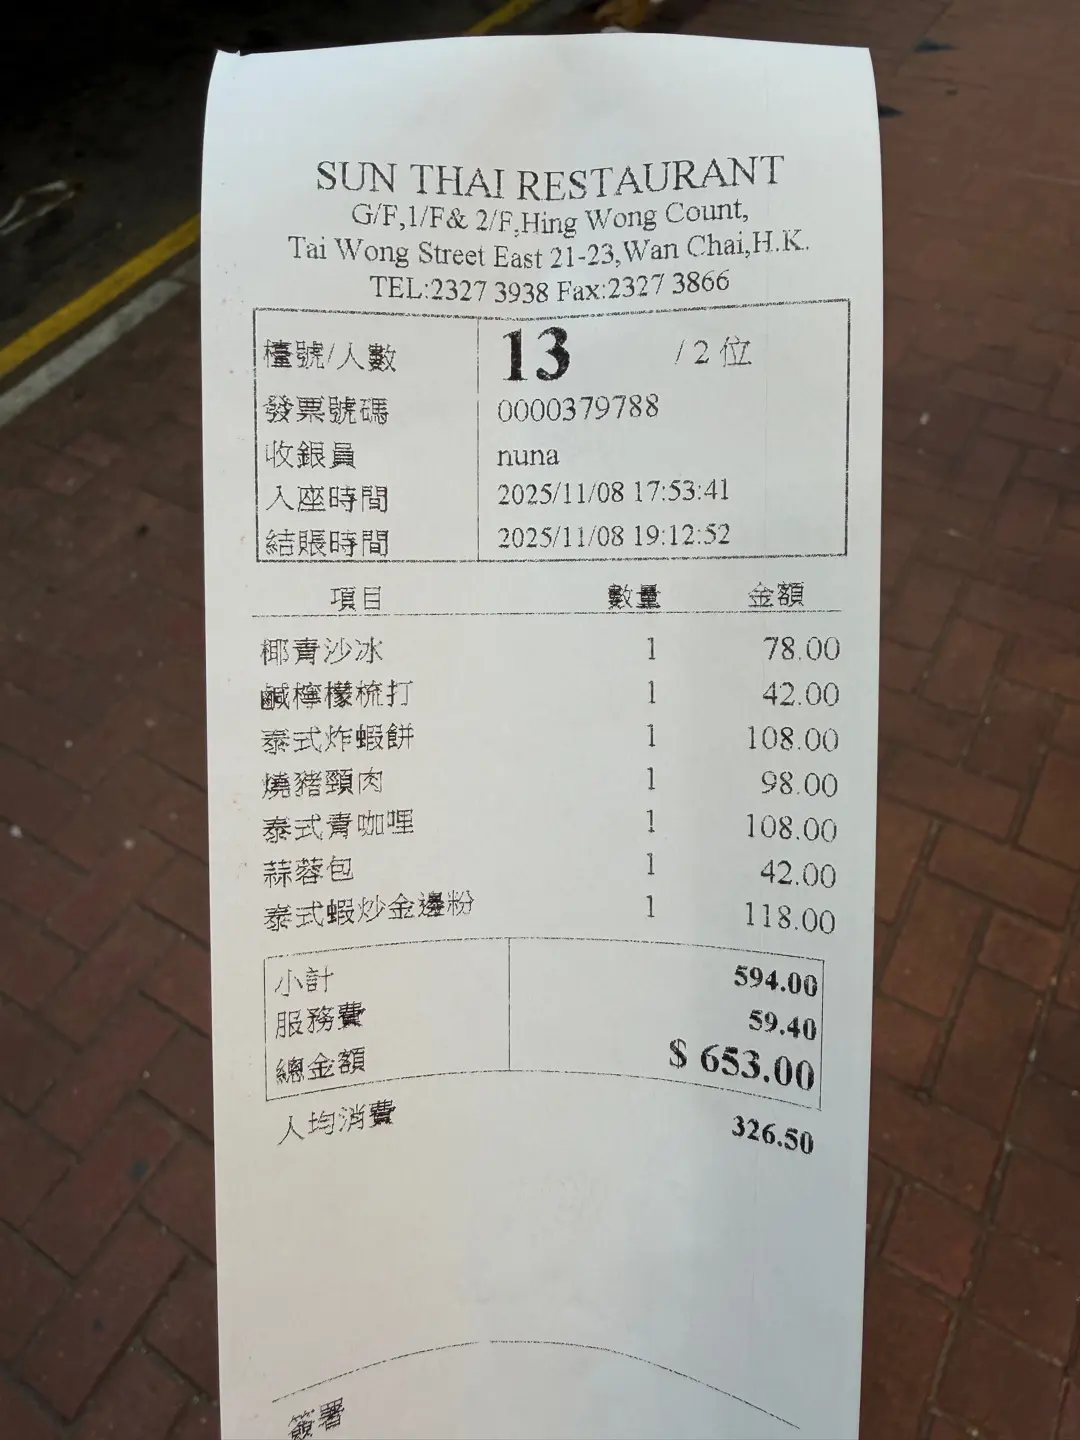 SUN THAI RESTAURANT
G/F,1/F& 2/F,Hing Wong Count,
Tai Wong Street East 21-23,Wan Chai,H.K.
TEL:2327 3938 Fax:2327 3866
檯號/人數 13 / 2 位
發票號碼 0000379788
收銀員 nuna
入座時間 2025/11/08 17:53:41
結賬時間 2025/11/08 19:12:52
項目 數量 金額
椰青沙冰 1 78.00
鹹檸檬梳打 1 42.00
泰式炸蝦餅 1 108.00
燒豬頸肉 1 98.00
泰式青咖喱 1 108.00
蒜蓉包 1 42.00
泰式蝦炒金邊粉 1 118.00
小計 594.00
服務費 59.40
總金額 $ 653.00
人均消費 326.50
簽署